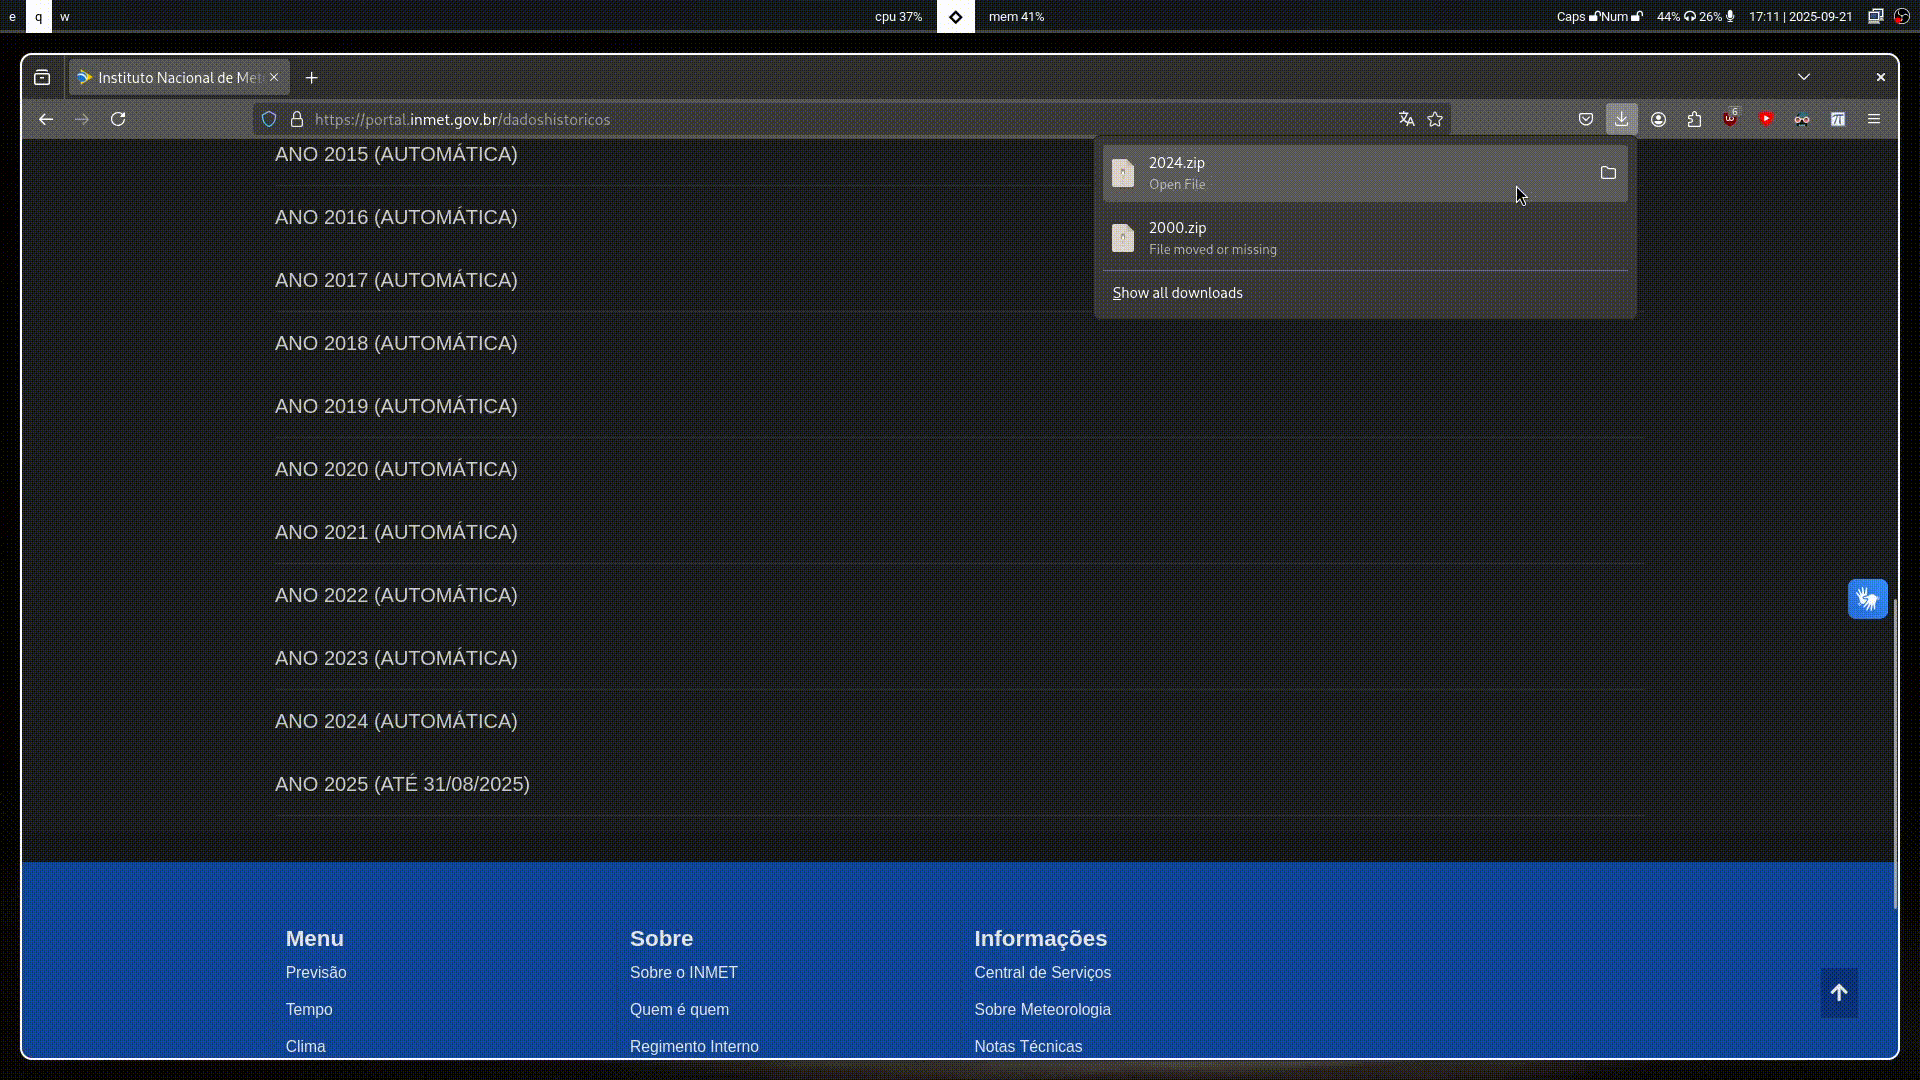 e q w cpu 37% mem 41% Caps Num 44% 26% 17:11 | 2025-09-21
Instituto Nacional de Met
https://portal.inmet.gov.br/dadoshistoricos
6
2024.zip
Open File
2000.zip
File moved or missing
Show all downloads
ANO 2015 (AUTOMÁTICA)
ANO 2016 (AUTOMÁTICA)
ANO 2017 (AUTOMÁTICA)
ANO 2018 (AUTOMÁTICA)
ANO 2019 (AUTOMÁTICA)
ANO 2020 (AUTOMÁTICA)
ANO 2021 (AUTOMÁTICA)
ANO 2022 (AUTOMÁTICA)
ANO 2023 (AUTOMÁTICA)
ANO 2024 (AUTOMÁTICA)
ANO 2025 (ATÉ 31/08/2025)
Menu
Previsão
Tempo
Clima
Sobre
Sobre o INMET
Quem é quem
Regimento Interno
Informações
Central de Serviços
Sobre Meteorologia
Notas Técnicas